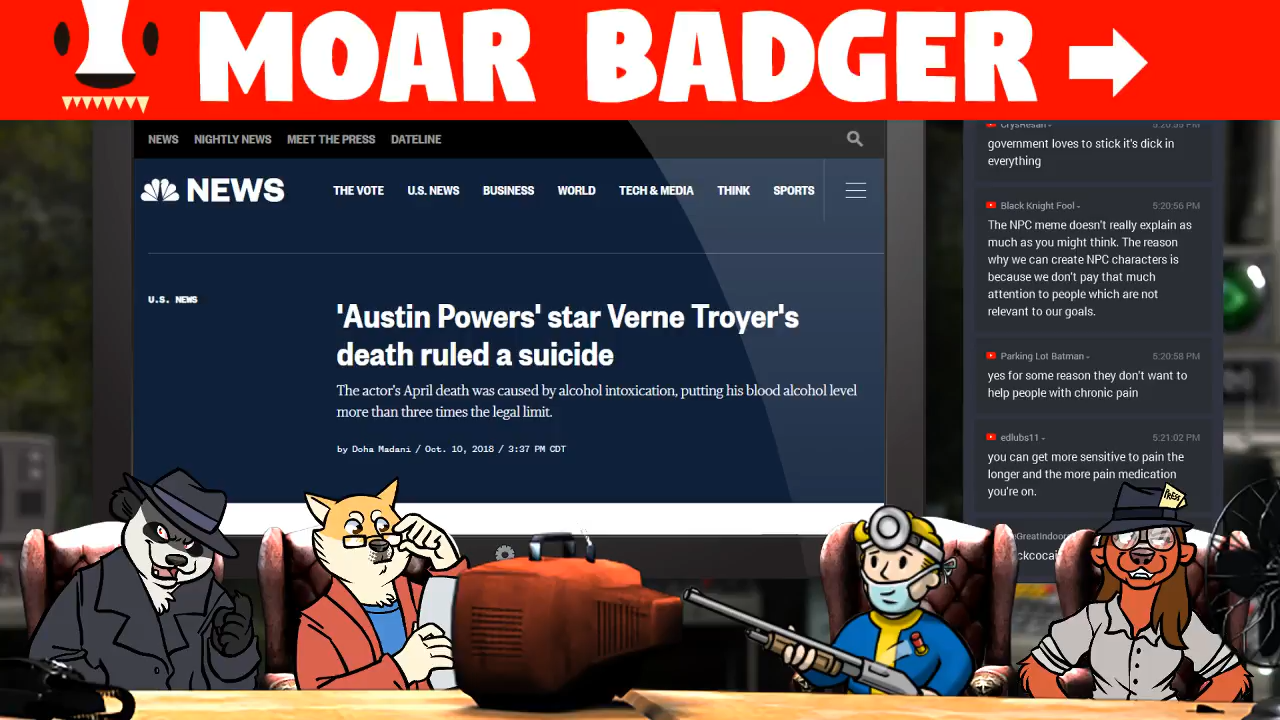 MOAR BADGER
NEWS NIGHTLY NEWS MEET THE PRESS DATELINE
NEWS THE VOTE U.S. NEWS BUSINESS WORLD TECH & MEDIA THINK SPORTS
U.S. NEWS
'Austin Powers' star Verne Troyer's
death ruled a suicide
The actor's April death was caused by alcohol intoxication, putting his blood alcohol level
more than three times the legal limit.
by Doha Madani / Oct. 10, 2018 / 3:37 PM CDT
government loves to stick it's dick in
everything
Black Knight Fool - 5:20:56 PM
The NPC meme doesn't really explain as
much as you might think. The reason
why we can create NPC characters is
because we don't pay that much
attention to people which are not
relevant to our goals.
Parking Lot Batman - 5:20:58 PM
yes for some reason they don't want to
help people with chronic pain
edlubs11 - 5:21:02 PM
you can get more sensitive to pain the
longer and the more pain medication
you're on.
PRESS